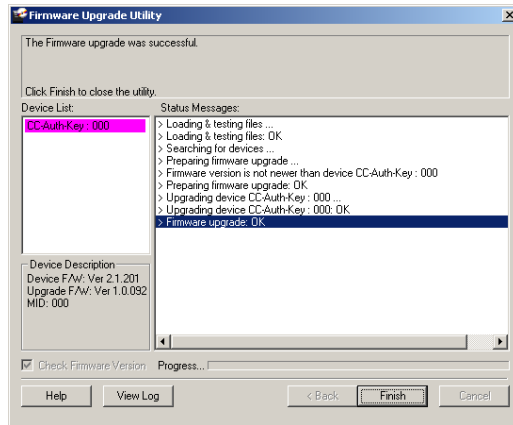 Firmware Upgrade Utility
The Firmware upgrade was successful.
Click Finish to close the utility.
Device List:
Status Messages:
CC-Auth-Key : 000
> Loading & testing files ...
> Loading & testing files: OK
> Searching for devices ...
> Preparing firmware upgrade ...
> Firmware version is not newer than device CC-Auth-Key : 000
> Preparing firmware upgrade: OK
> Upgrading device CC-Auth-Key : 000 ...
> Upgrading device CC-Auth-Key : 000: OK
> Firmware upgrade: OK
Device Description
Device F/W: Ver 2.1.201
Upgrade F/W: Ver 1.0.092
MID: 000
Check Firmware Version
Progress...
Help
View Log
< Back
Finish
Cancel